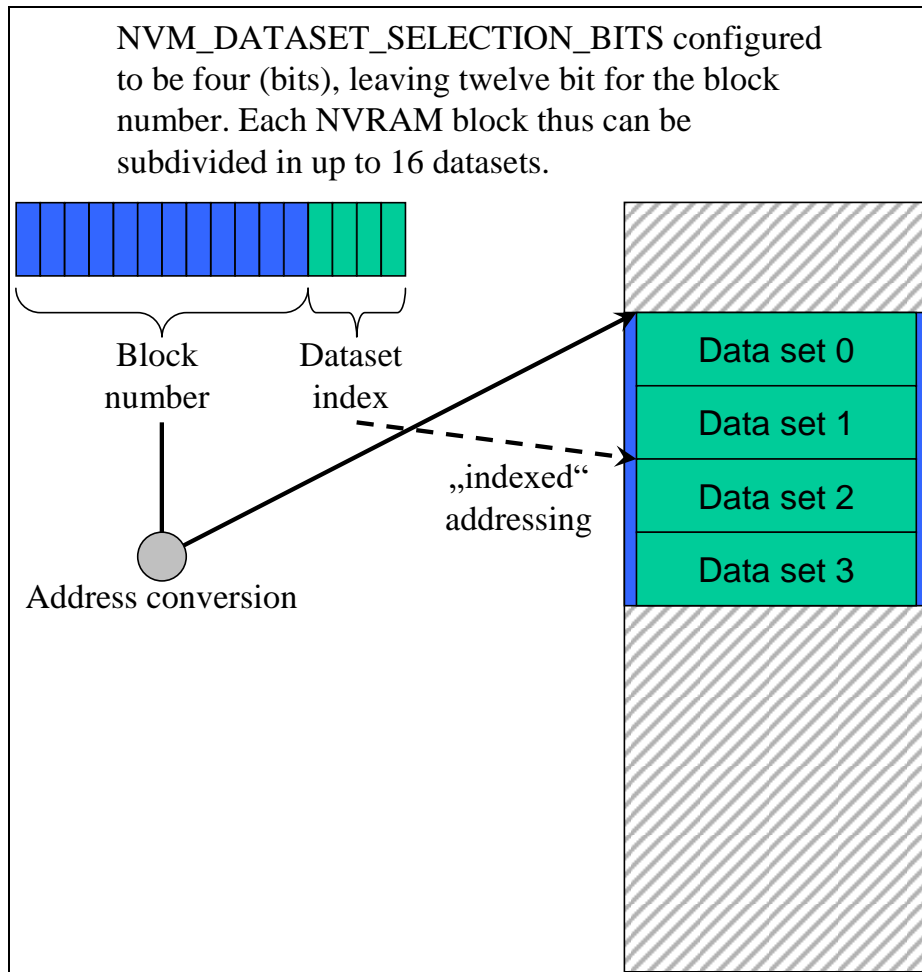 NVM_DATASET_SELECTION_BITS configured
to be four (bits), leaving twelve bit for the block
number. Each NVRAM block thus can be
subdivided in up to 16 datasets.
Block
number
Dataset
index
„indexed“
addressing
Address conversion
Data set 0
Data set 1
Data set 2
Data set 3